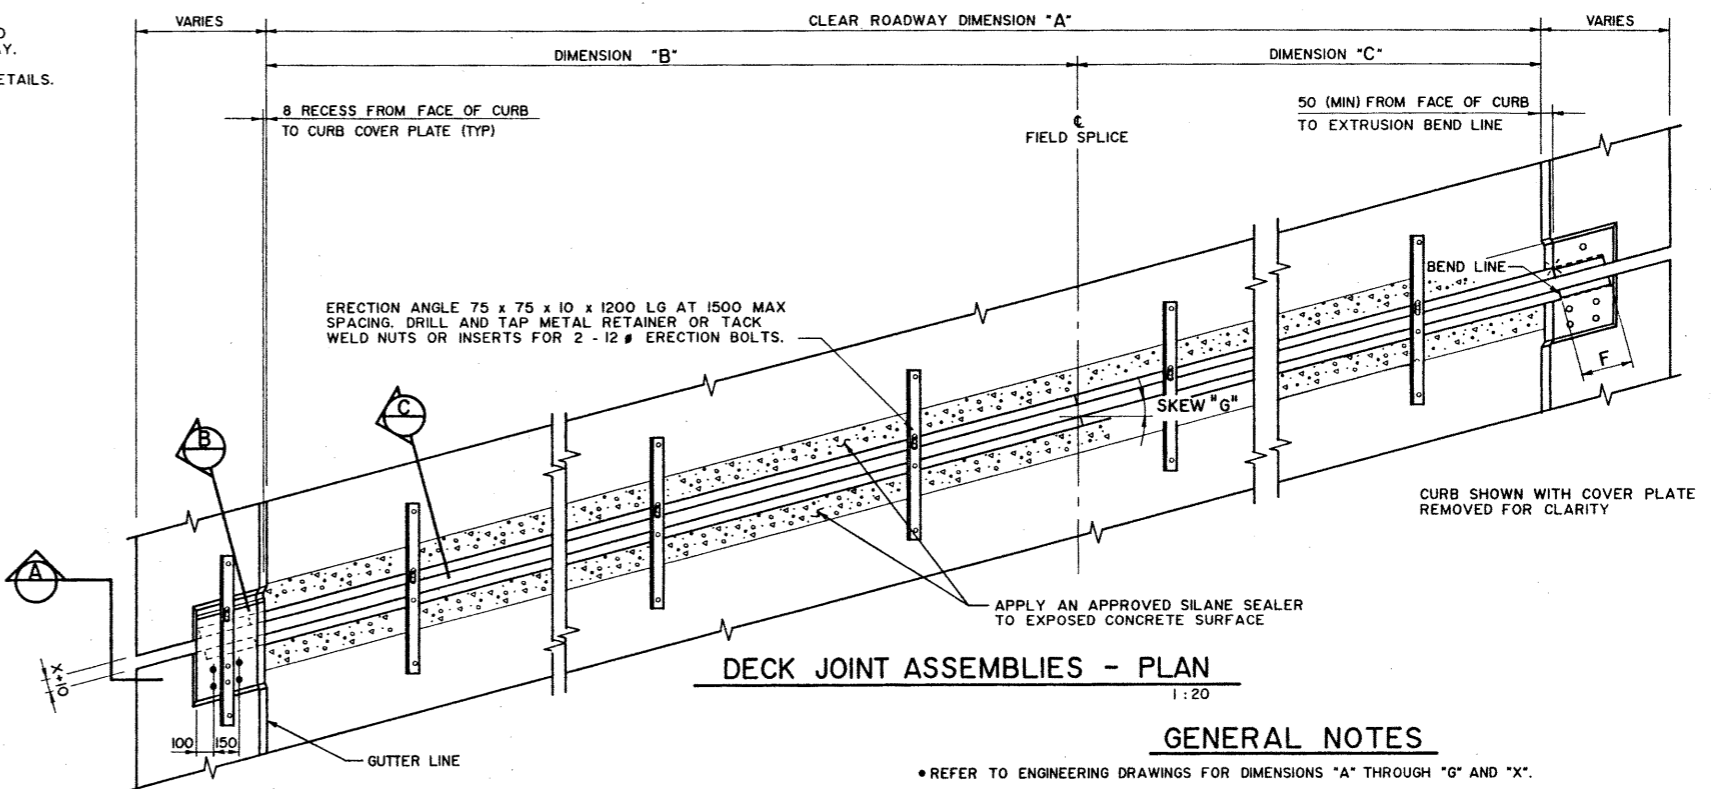 VARIES
CLEAR ROADWAY DIMENSION "A"
VARIES
Y.
ETAILS.
DIMENSION "B"
DIMENSION "C"
8 RECESS FROM FACE OF CURB
TO CURB COVER PLATE (TYP)
50 (MIN) FROM FACE OF CURB
TO EXTRUSION BEND LINE
℄
FIELD SPLICE
BEND LINE
ERECTION ANGLE 75 x 75 x 10 x 1200 LG AT 1500 MAX
SPACING. DRILL AND TAP METAL RETAINER OR TACK
WELD NUTS OR INSERTS FOR 2 - 12 ø ERECTION BOLTS.
F
SKEW "G"
C
B
CURB SHOWN WITH COVER PLATE
REMOVED FOR CLARITY
A
APPLY AN APPROVED SILANE SEALER
TO EXPOSED CONCRETE SURFACE
X+10
DECK JOINT ASSEMBLIES - PLAN
1:20
100
150
GUTTER LINE
GENERAL NOTES
• REFER TO ENGINEERING DRAWINGS FOR DIMENSIONS "A" THROUGH "G" AND "X".